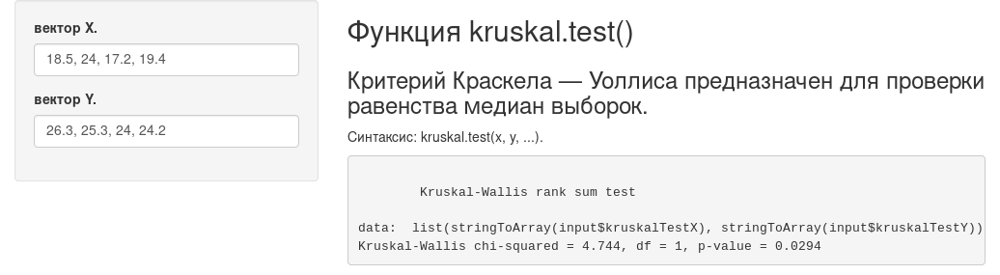 вектор X.
18.5, 24, 17.2, 19.4
вектор Y.
26.3, 25.3, 24, 24.2
Функция kruskal.test()
Критерий Краскела — Уоллиса предназначен для проверки
равенства медиан выборок.
Синтаксис: kruskal.test(x, y, ...).
Kruskal-Wallis rank sum test
data:  list(stringToArray(input$kruskalTestX), stringToArray(input$kruskalTestY))
Kruskal-Wallis chi-squared = 4.744, df = 1, p-value = 0.0294